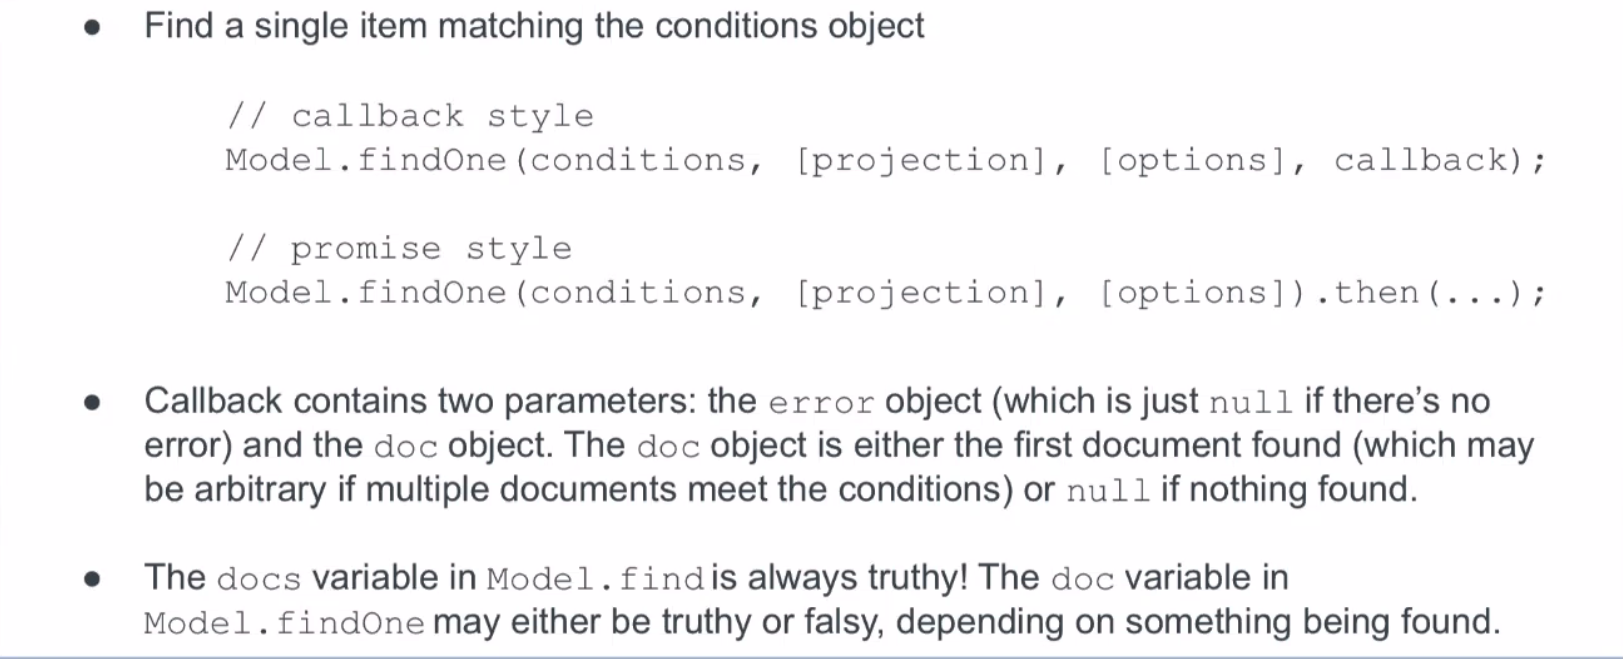 ● Find a single item matching the conditions object
// callback style
Model.findOne(conditions, [projection], [options], callback);
// promise style
Model.findOne(conditions, [projection], [options]).then(...);
● Callback contains two parameters: the error object (which is just null if there’s no
error) and the doc object. The doc object is either the first document found (which may
be arbitrary if multiple documents meet the conditions) or null if nothing found.
● The docs variable in Model.find is always truthy! The doc variable in
Model.findOne may either be truthy or falsy, depending on something being found.